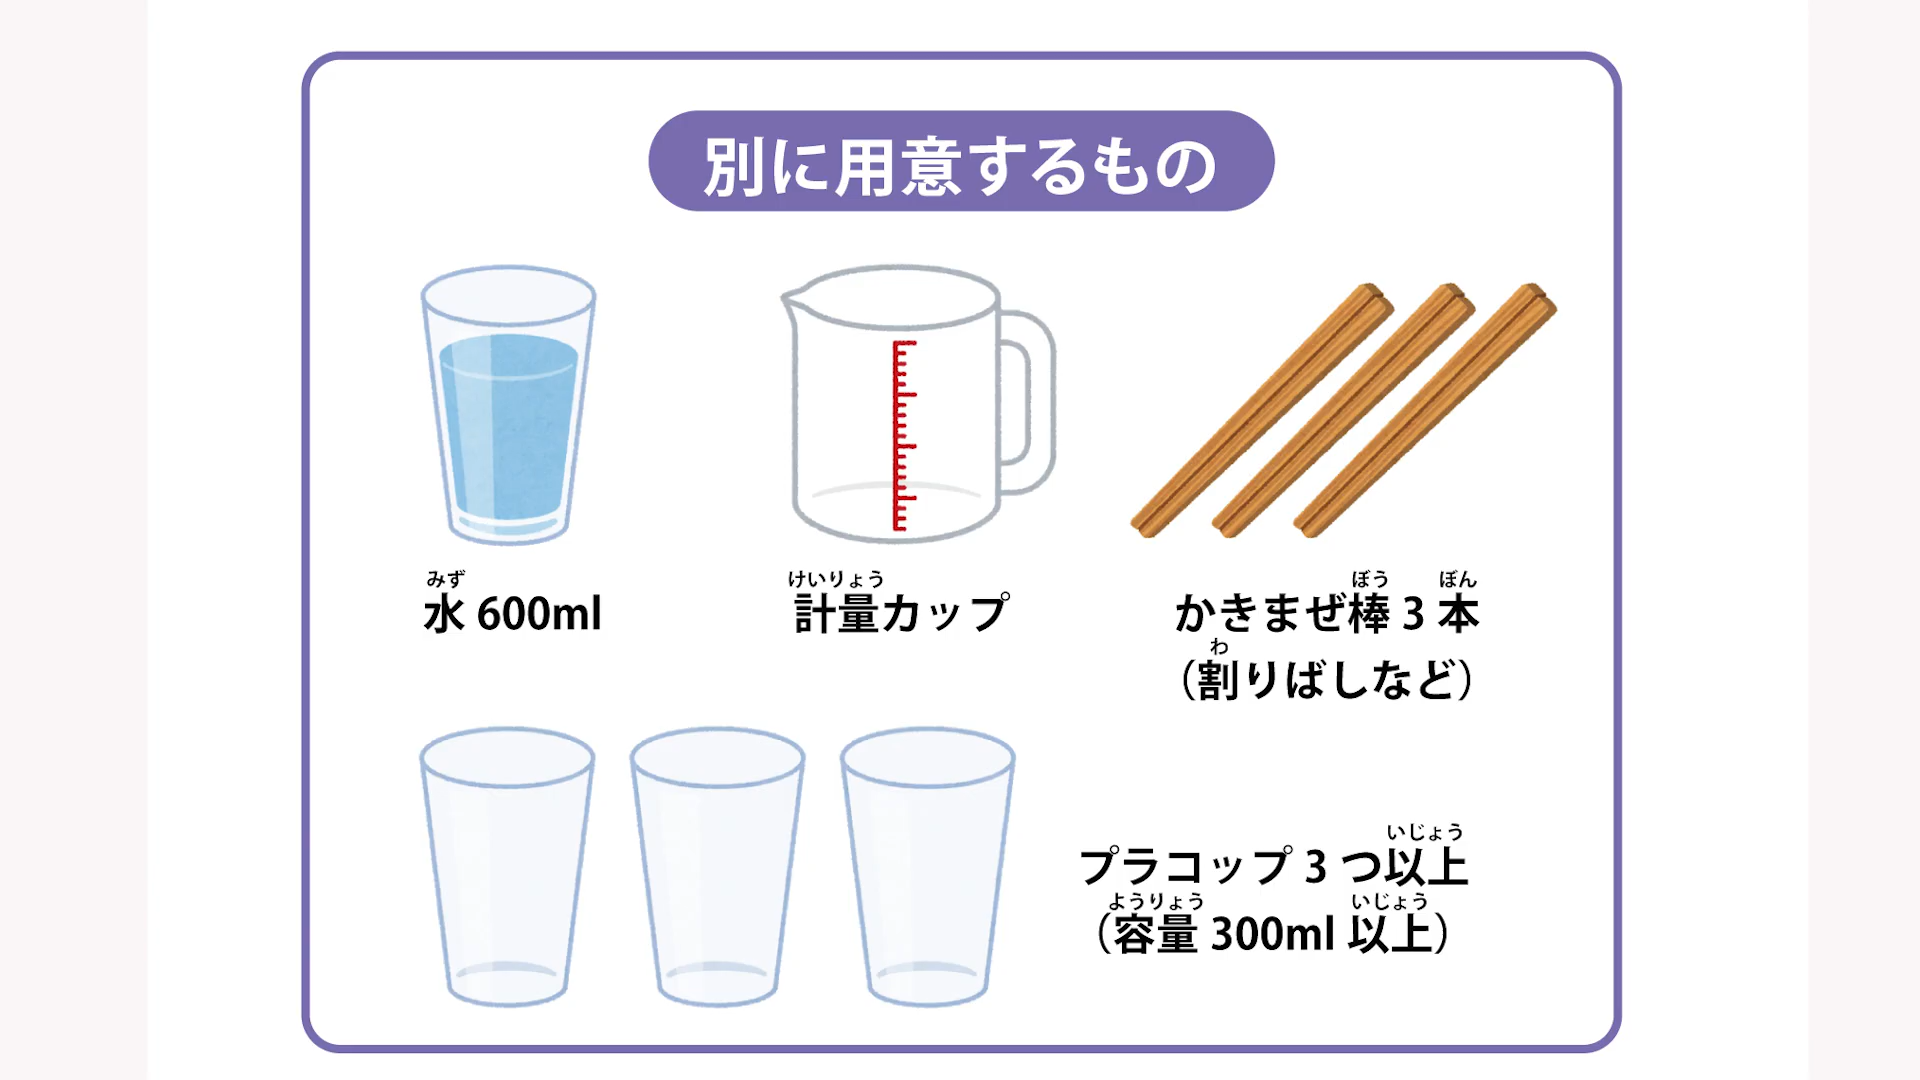 別に用意するもの
みず
水 600ml
けいりょう
計量カップ
ぼう ぼん
かきまぜ棒 3 本
わ
（割りばしなど）
いじょう
プラコップ 3 つ以上
ようりょう いじょう
（容量 300ml 以上）